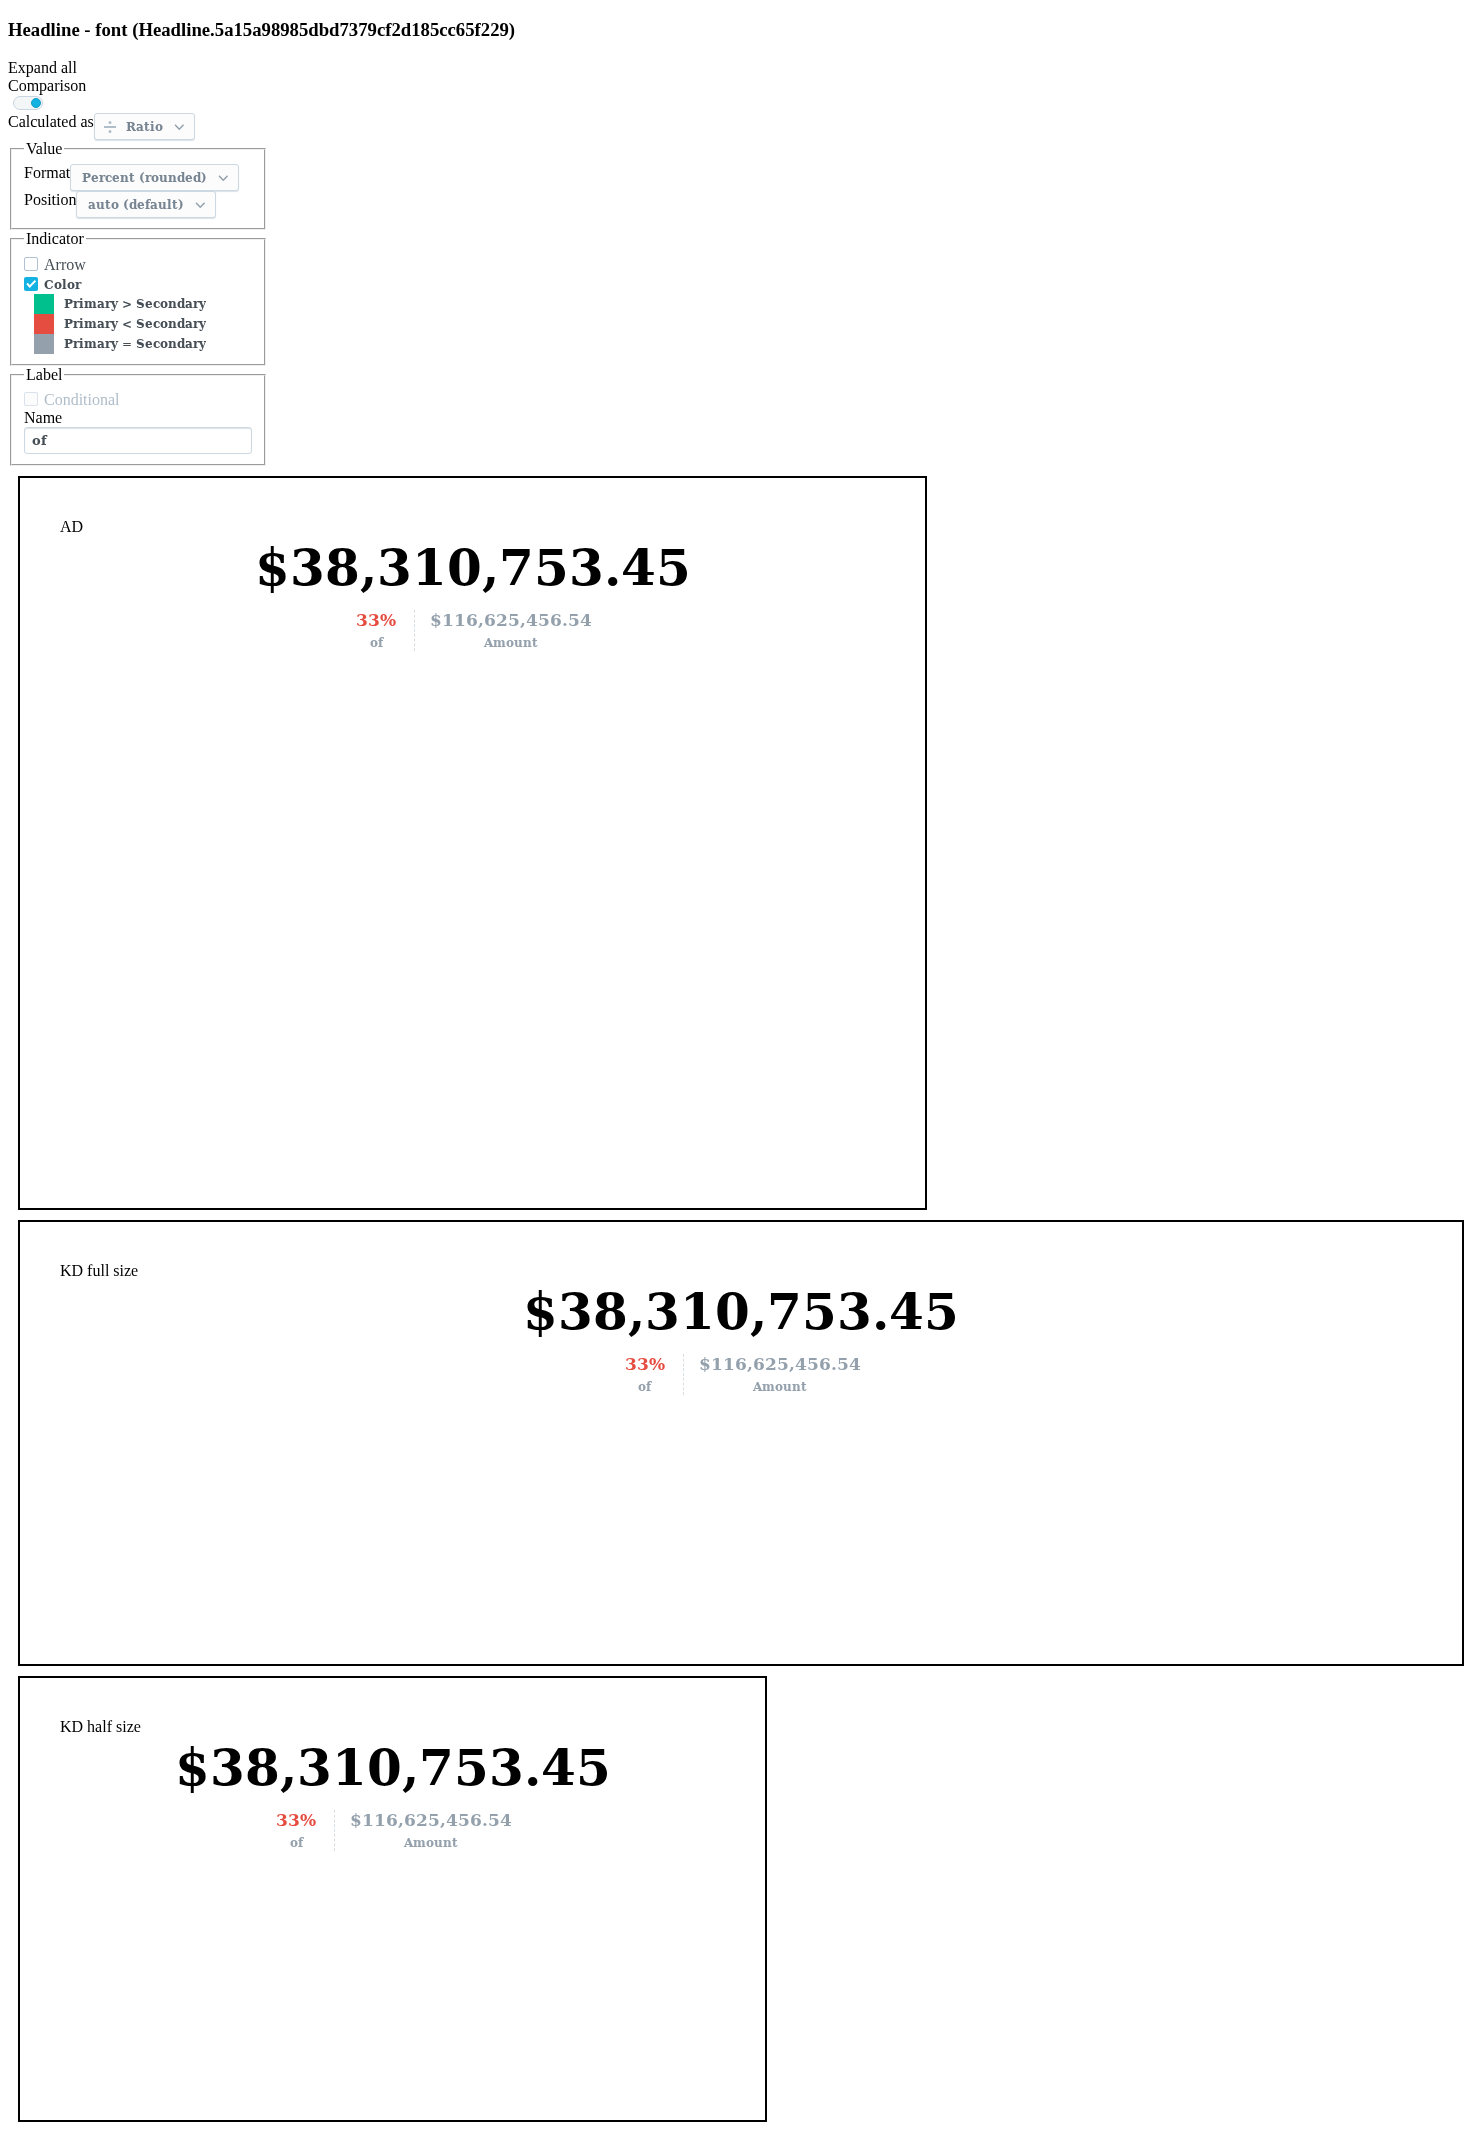 Headline - font (Headline.5a15a98985dbd7379cf2d185cc65f229)
Expand all
Comparison
Calculated as Ratio
Value
Format Percent (rounded)
Position auto (default)
Indicator
Arrow
Color
Primary > Secondary
Primary < Secondary
Primary = Secondary
Label
Conditional
Name
of
AD
$38,310,753.45
33% $116,625,456.54
of Amount
KD full size
$38,310,753.45
33% $116,625,456.54
of Amount
KD half size
$38,310,753.45
33% $116,625,456.54
of Amount